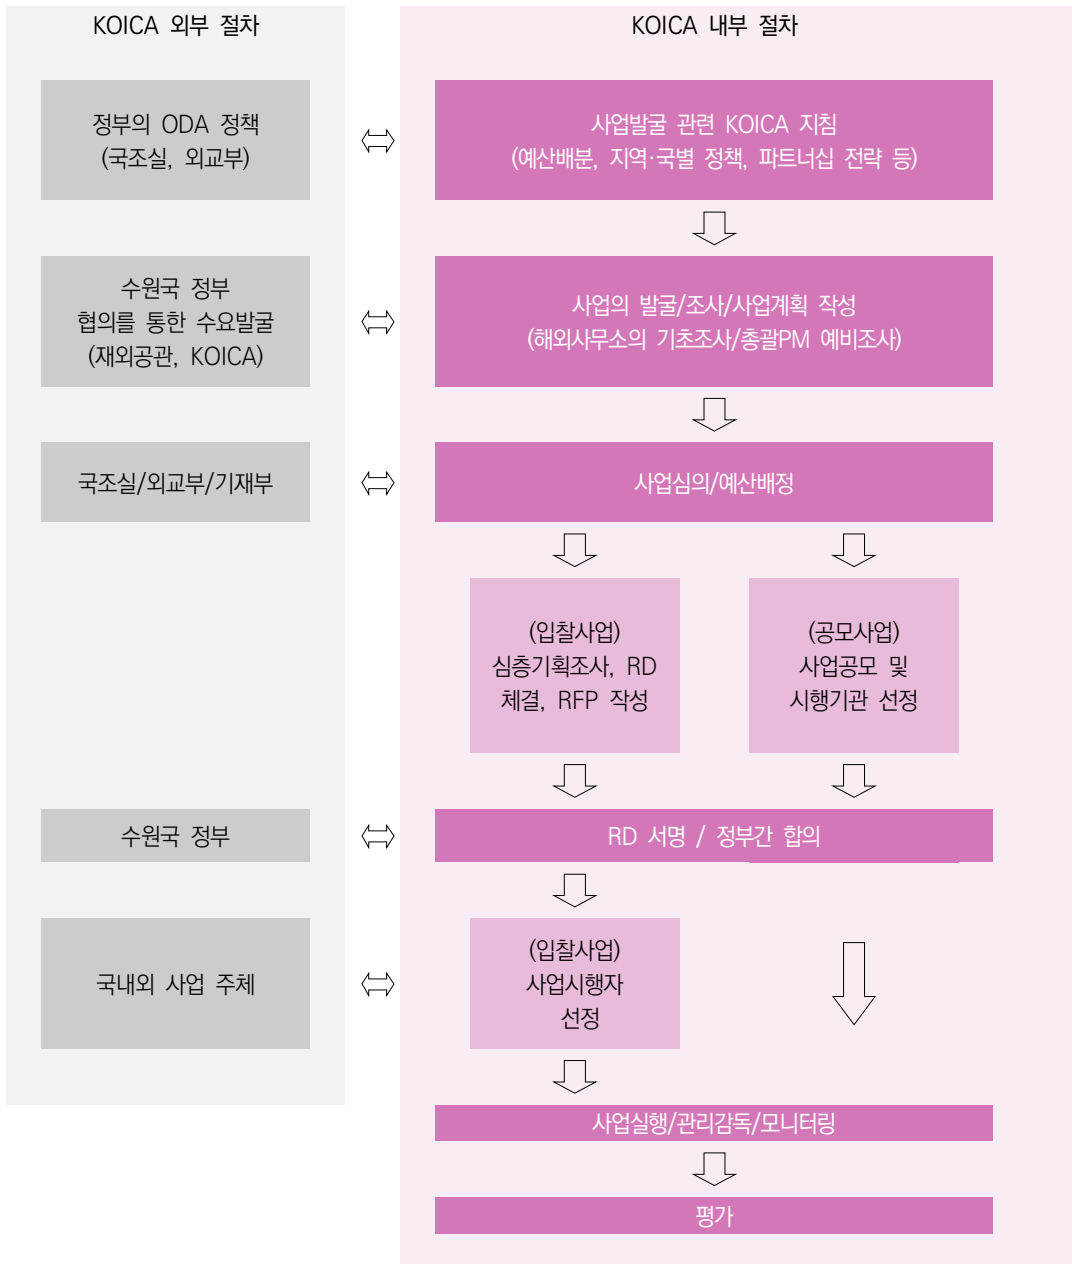 KOICA 외부 절차
KOICA 내부 절차
정부의 ODA 정책
(국조실, 외교부)
사업발굴 관련 KOICA 지침
(예산배분, 지역·국별 정책, 파트너십 전략 등)
수원국 정부
협의를 통한 수요발굴
(재외공관, KOICA)
사업의 발굴/조사/사업계획 작성
(해외사무소의 기초조사/총괄PM 예비조사)
국조실/외교부/기재부
사업심의/예산배정
(입찰사업)
심층기획조사, RD
체결, RFP 작성
(공모사업)
사업공모 및
시행기관 선정
수원국 정부
RD 서명 / 정부간 합의
국내외 사업 주체
(입찰사업)
사업시행자
선정
사업실행/관리감독/모니터링
평가